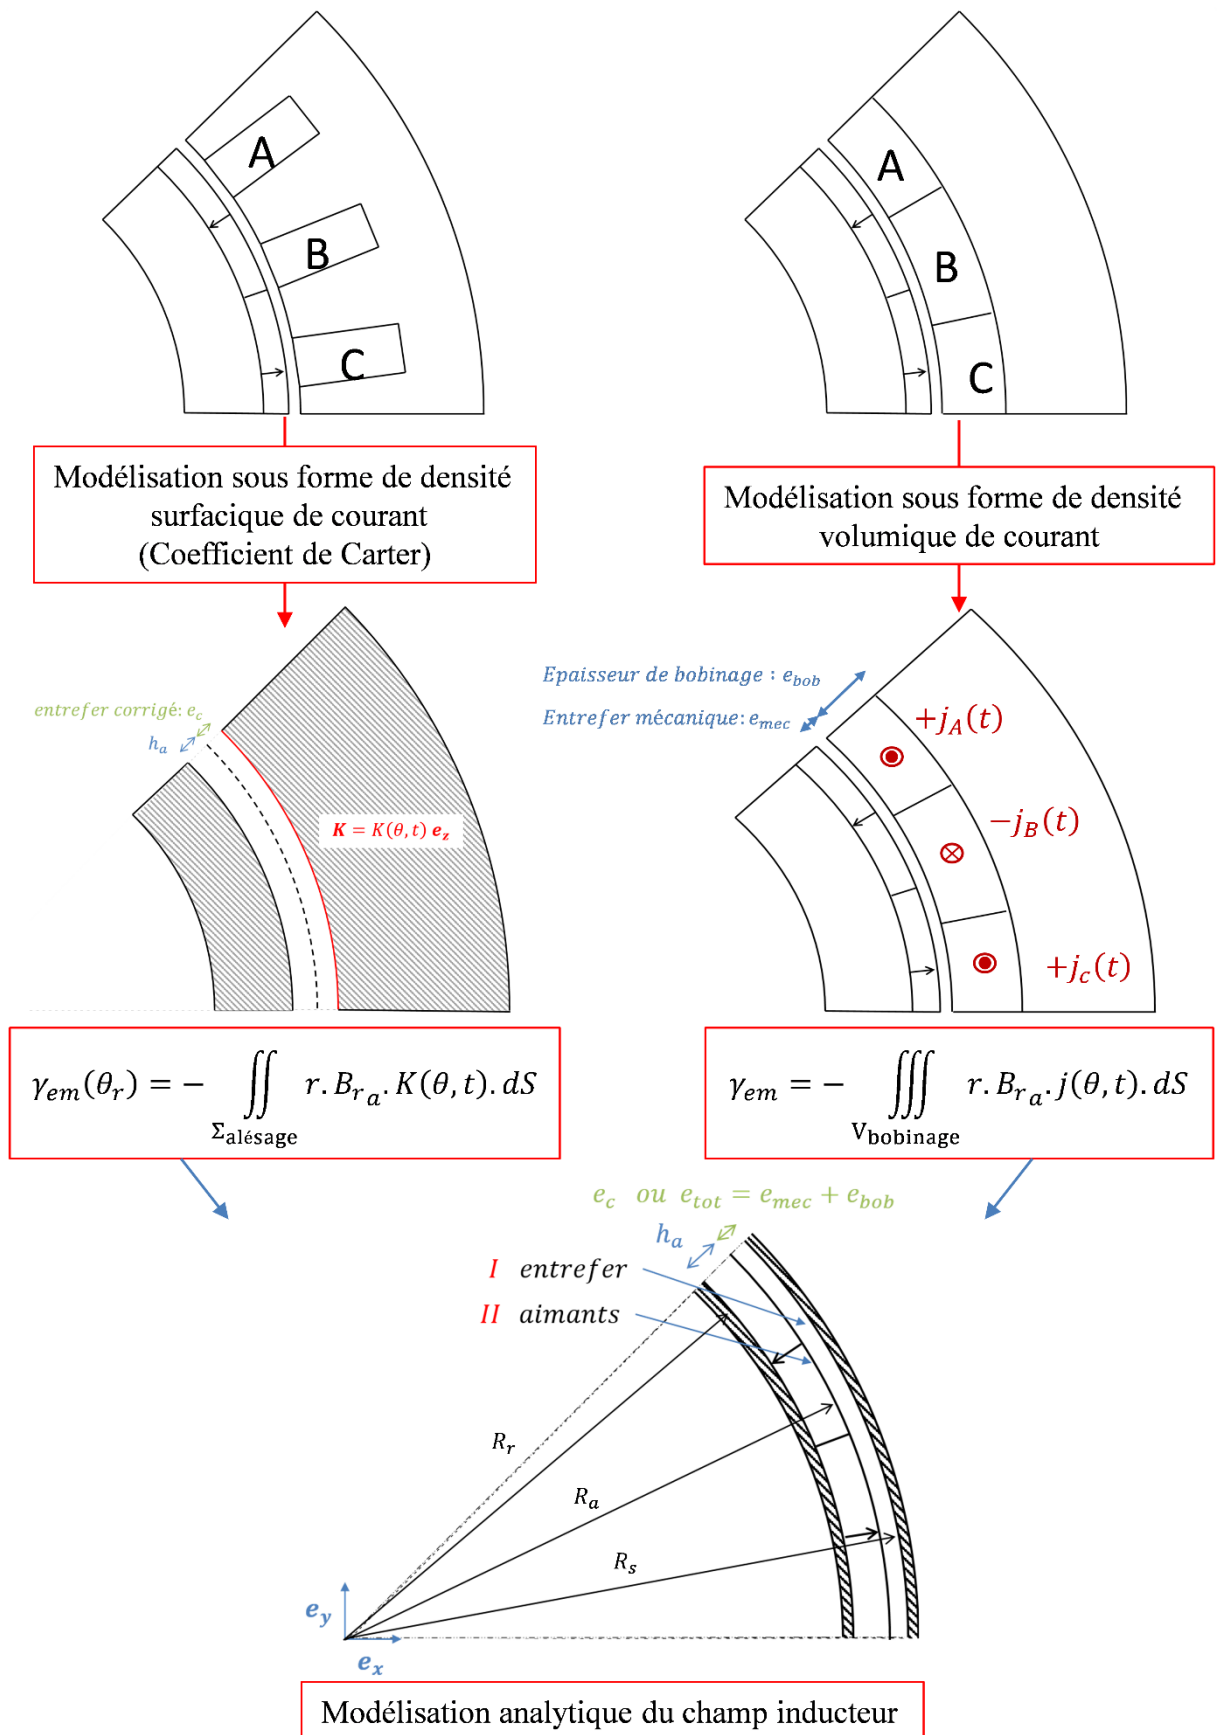 A
B
C
A
B
C
Modélisation sous forme de densité
surfacique de courant
(Coefficient de Carter)
Modélisation sous forme de densité
volumique de courant
entrefer corrigé: e_c
h_a
K = K(θ, t) e_z
Epaisseur de bobinage : e_bob
Entrefer mécanique: e_mec
+j_A(t)
−j_B(t)
+j_c(t)
γ_em(θ_r) = − ∬_Σalésage r. B_r_a. K(θ, t). dS
γ_em = − ∭_Vbobinage r. B_r_a. j(θ, t). dS
e_c ou e_tot = e_mec + e_bob
h_a
I entrefer
II aimants
R_r
R_a
R_s
e_y
e_x
Modélisation analytique du champ inducteur